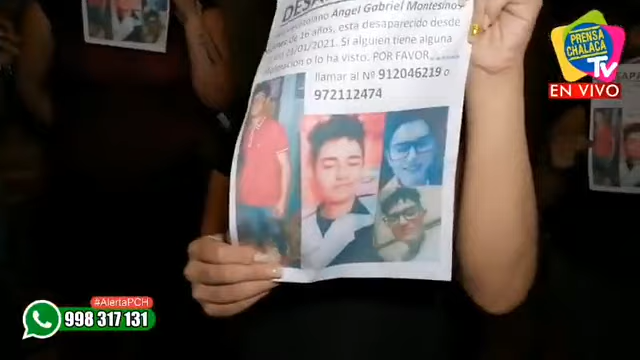 Angel Gabriel Montesinos
de 16 años, esta desaparecido desde
21/01/2021. Si alguien tiene alguna
o lo ha visto. POR FAVOR
llamar al Nº 912046219 o
972112474
PRENSA
CHALACA
TV
EN VIVO
#AlertaPCH
998 317 131